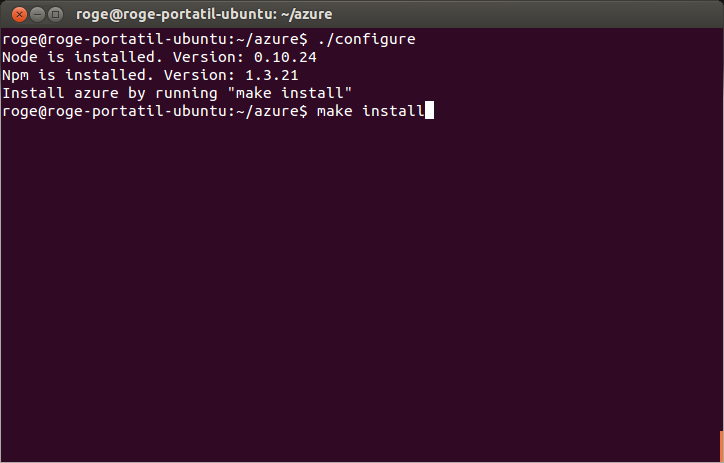 roge@roge-portatil-ubuntu: ~/azure
roge@roge-portatil-ubuntu:~/azure$ ./configure
Node is installed. Version: 0.10.24
Npm is installed. Version: 1.3.21
Install azure by running "make install"
roge@roge-portatil-ubuntu:~/azure$ make install